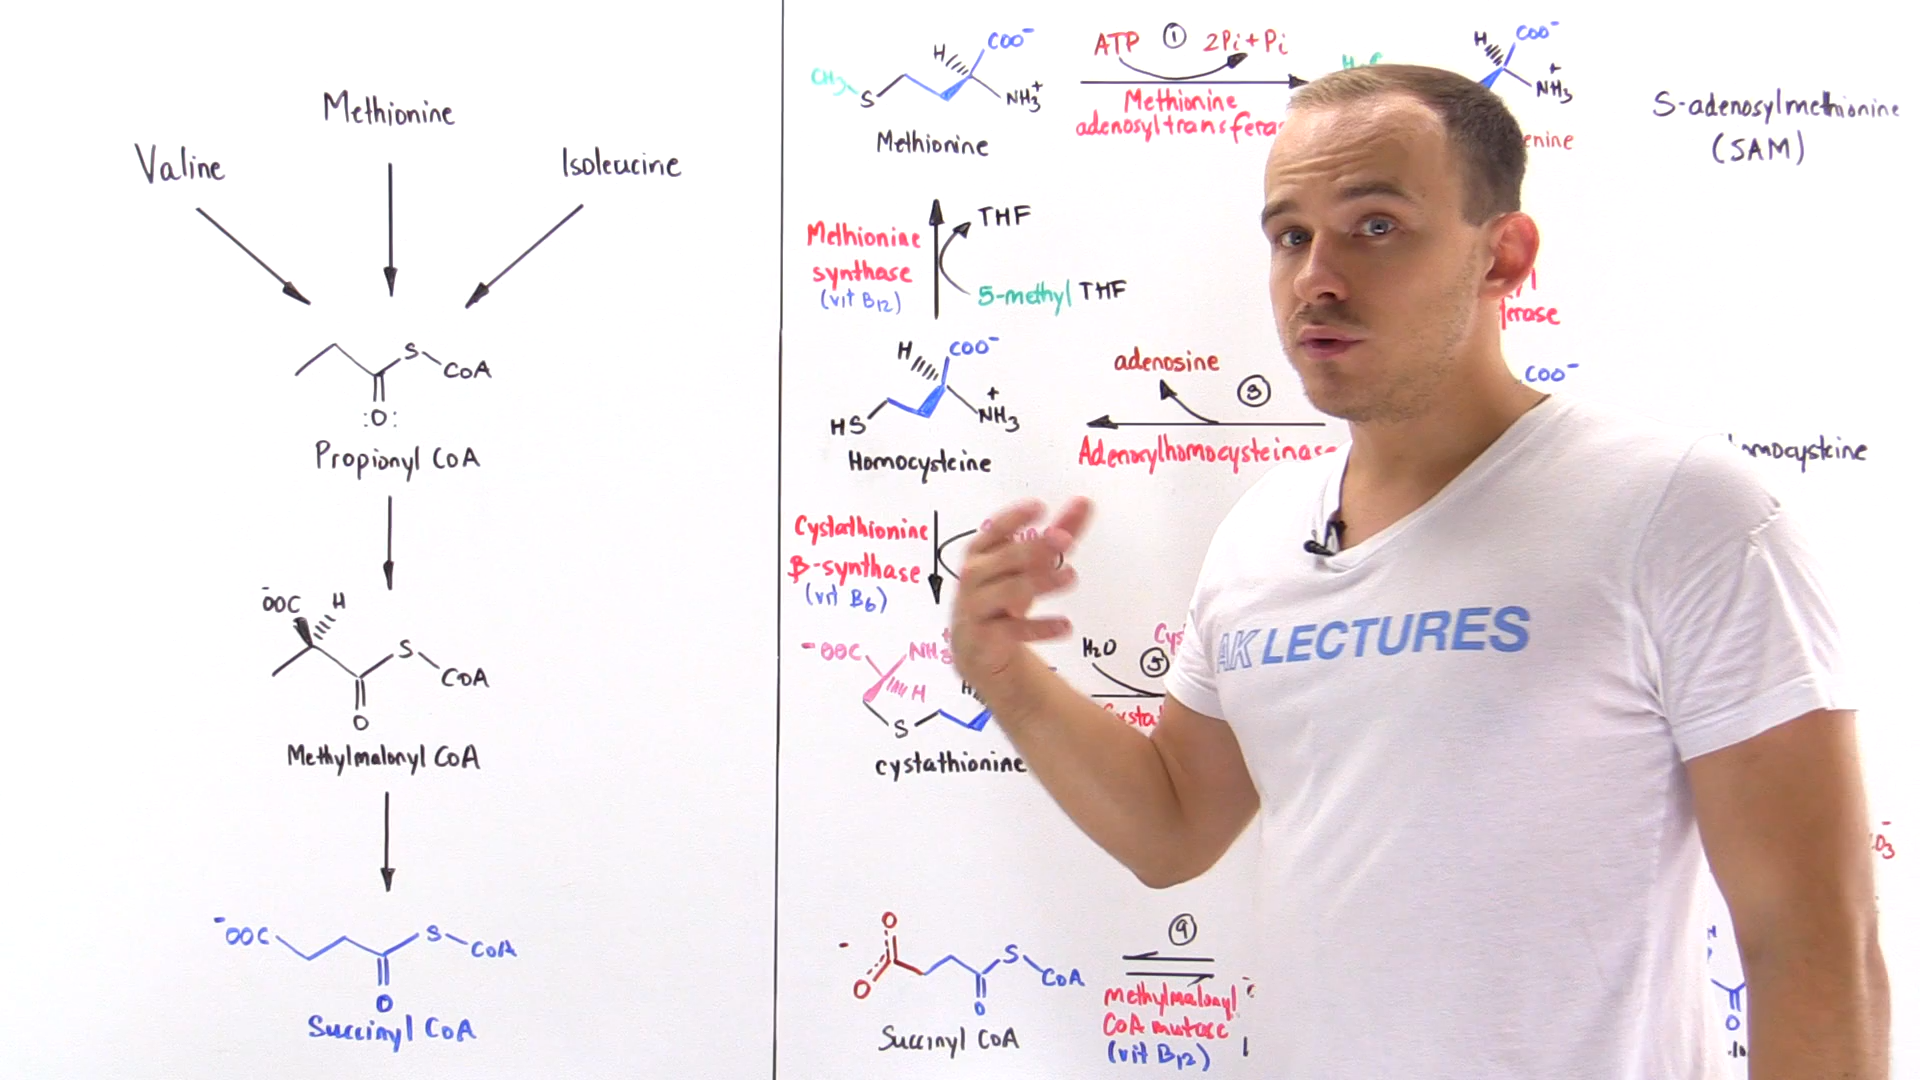 Methionine
Valine
Isoleucine
S
CoA
:O:
Propionyl CoA
-OOC
H
S
CoA
O
Methylmalonyl CoA
-OOC
S
CoA
O
Succinyl CoA
CH3
S
H
COO-
NH3+
Methionine
ATP
1
2Pi + Pi
Methionine
H
COO-
NH3+
S-adenosylmethionine
(SAM)
Methionine
synthase
(vit B12)
THF
5-methyl THF
H
COO-
NH3+
HS
Homocysteine
adenosine
3
COO-
Cystathionine
β-synthase
(vit B6)
-OOC
H
S
cystathionine
H2O
5
AK LECTURES
-
O
O
S
CoA
O
Succinyl CoA
9
Methylmalonyl
CoA mutase
(vit B12)
H
O